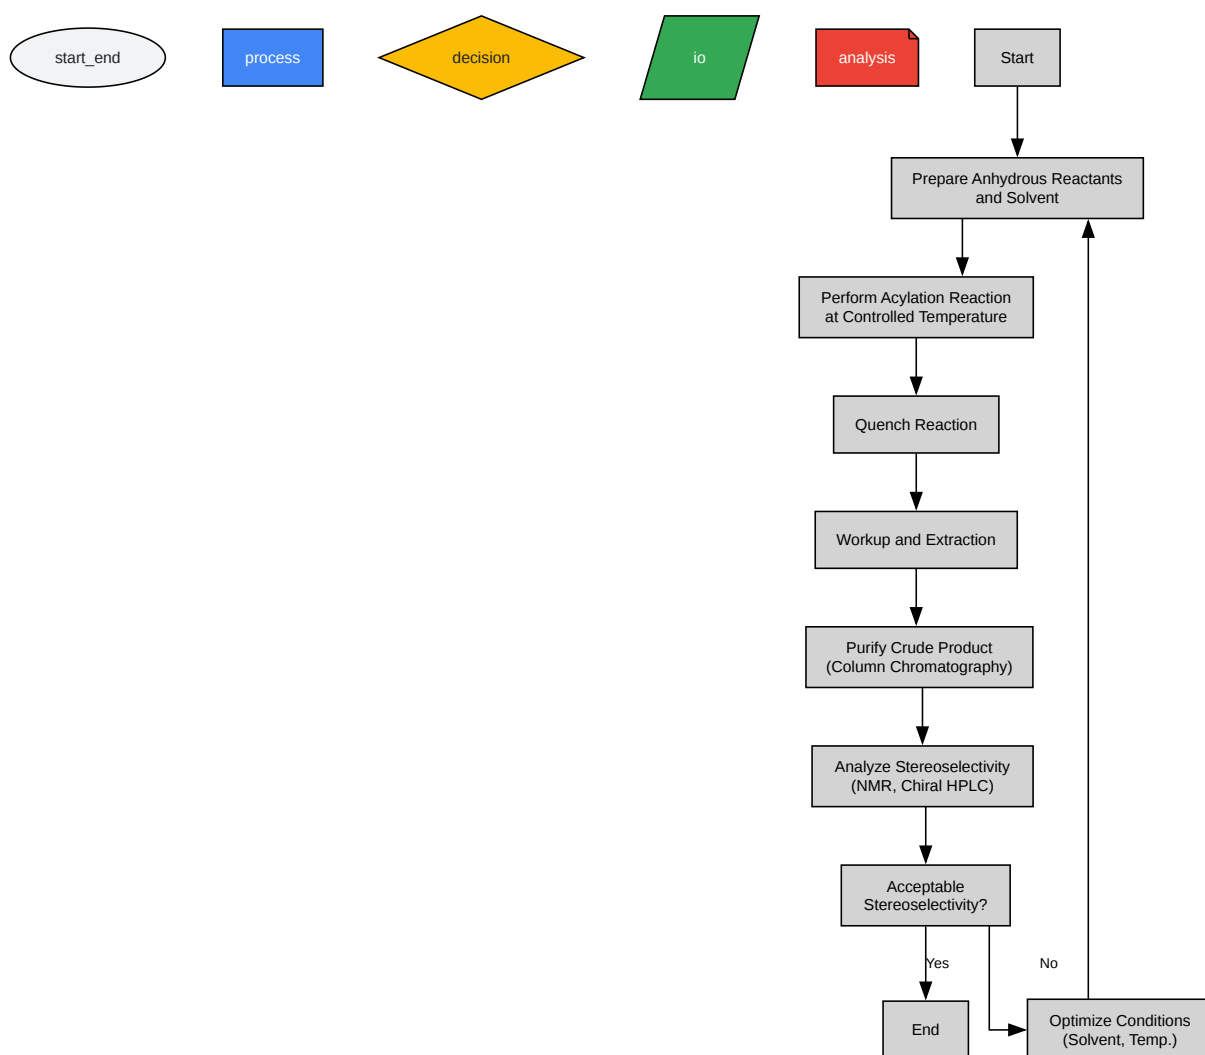 start_end
process
decision
io
analysis
Start
Prepare Anhydrous Reactants
and Solvent
Perform Acylation Reaction
at Controlled Temperature
Quench Reaction
Workup and Extraction
Purify Crude Product
(Column Chromatography)
Analyze Stereoselectivity
(NMR, Chiral HPLC)
Acceptable
Stereoselectivity?
Yes
No
End
Optimize Conditions
(Solvent, Temp.)